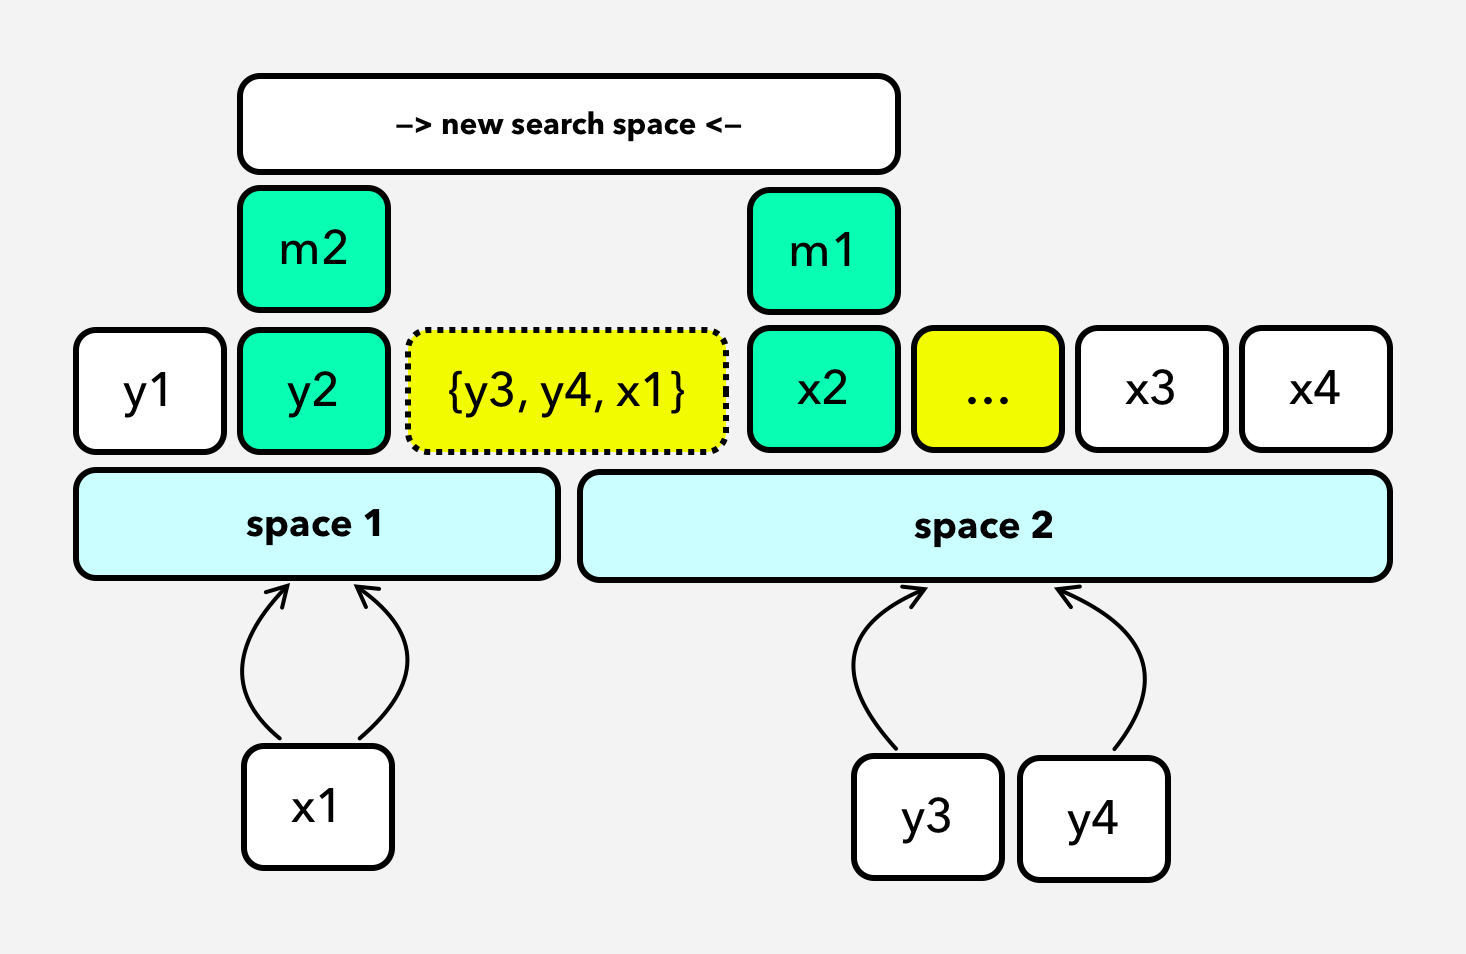 —> new search space <—
m2
m1
y1
y2
{y3, y4, x1}
x2
...
x3
x4
space 1
space 2
x1
y3
y4